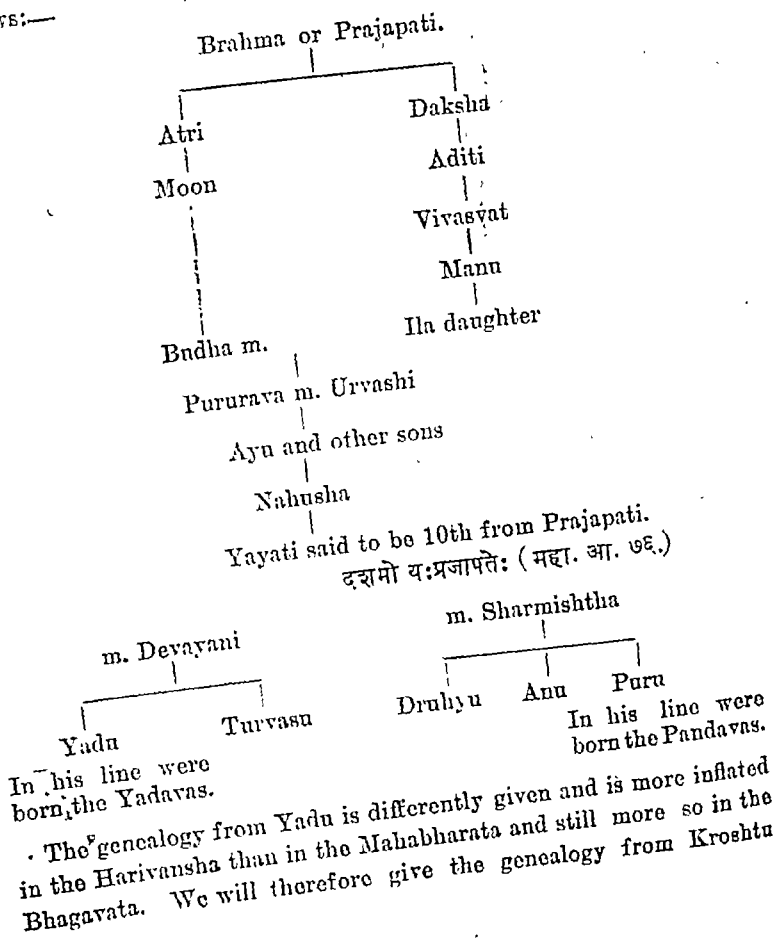 ws:—
Brahma or Prajapati.
Atri Daksha
Moon Aditi
Vivasvat
Manu
Budha m. Ila daughter
Pururava m. Urvashi
Ayu and other sons
Nahusha
Yayati said to be 10th from Prajapati.
दशमो यःप्रजापतेः ( महा. आ. ७६.)
m. Devayani m. Sharmishtha
Yadu Turvasu Druhyu Anu Puru
In his line were In his line were
born the Yadavas. born the Pandavas.
The genealogy from Yadu is differently given and is more inflated
in the Harivansha than in the Mahabharata and still more so in the
Bhagavata. We will therefore give the genealogy from Kroshtu